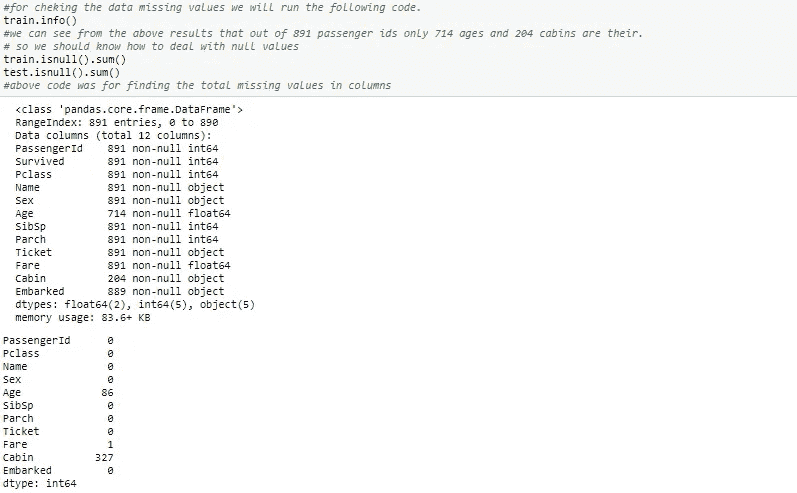 #for cheking the data missing values we will run the following code.
train.info()
#we can see from the above results that out of 891 passenger ids only 714 ages and 204 cabins are their.
# so we should know how to deal with null values
train.isnull().sum()
test.isnull().sum()
#above code was for finding the total missing values in columns
<class 'pandas.core.frame.DataFrame'>
RangeIndex: 891 entries, 0 to 890
Data columns (total 12 columns):
PassengerId    891 non-null int64
Survived       891 non-null int64
Pclass         891 non-null int64
Name           891 non-null object
Sex            891 non-null object
Age            714 non-null float64
SibSp          891 non-null int64
Parch          891 non-null int64
Ticket         891 non-null object
Fare           891 non-null float64
Cabin          204 non-null object
Embarked       889 non-null object
dtypes: float64(2), int64(5), object(5)
memory usage: 83.6+ KB
PassengerId      0
Pclass           0
Name             0
Sex              0
Age             86
SibSp            0
Parch            0
Ticket           0
Fare             1
Cabin          327
Embarked         0
dtype: int64